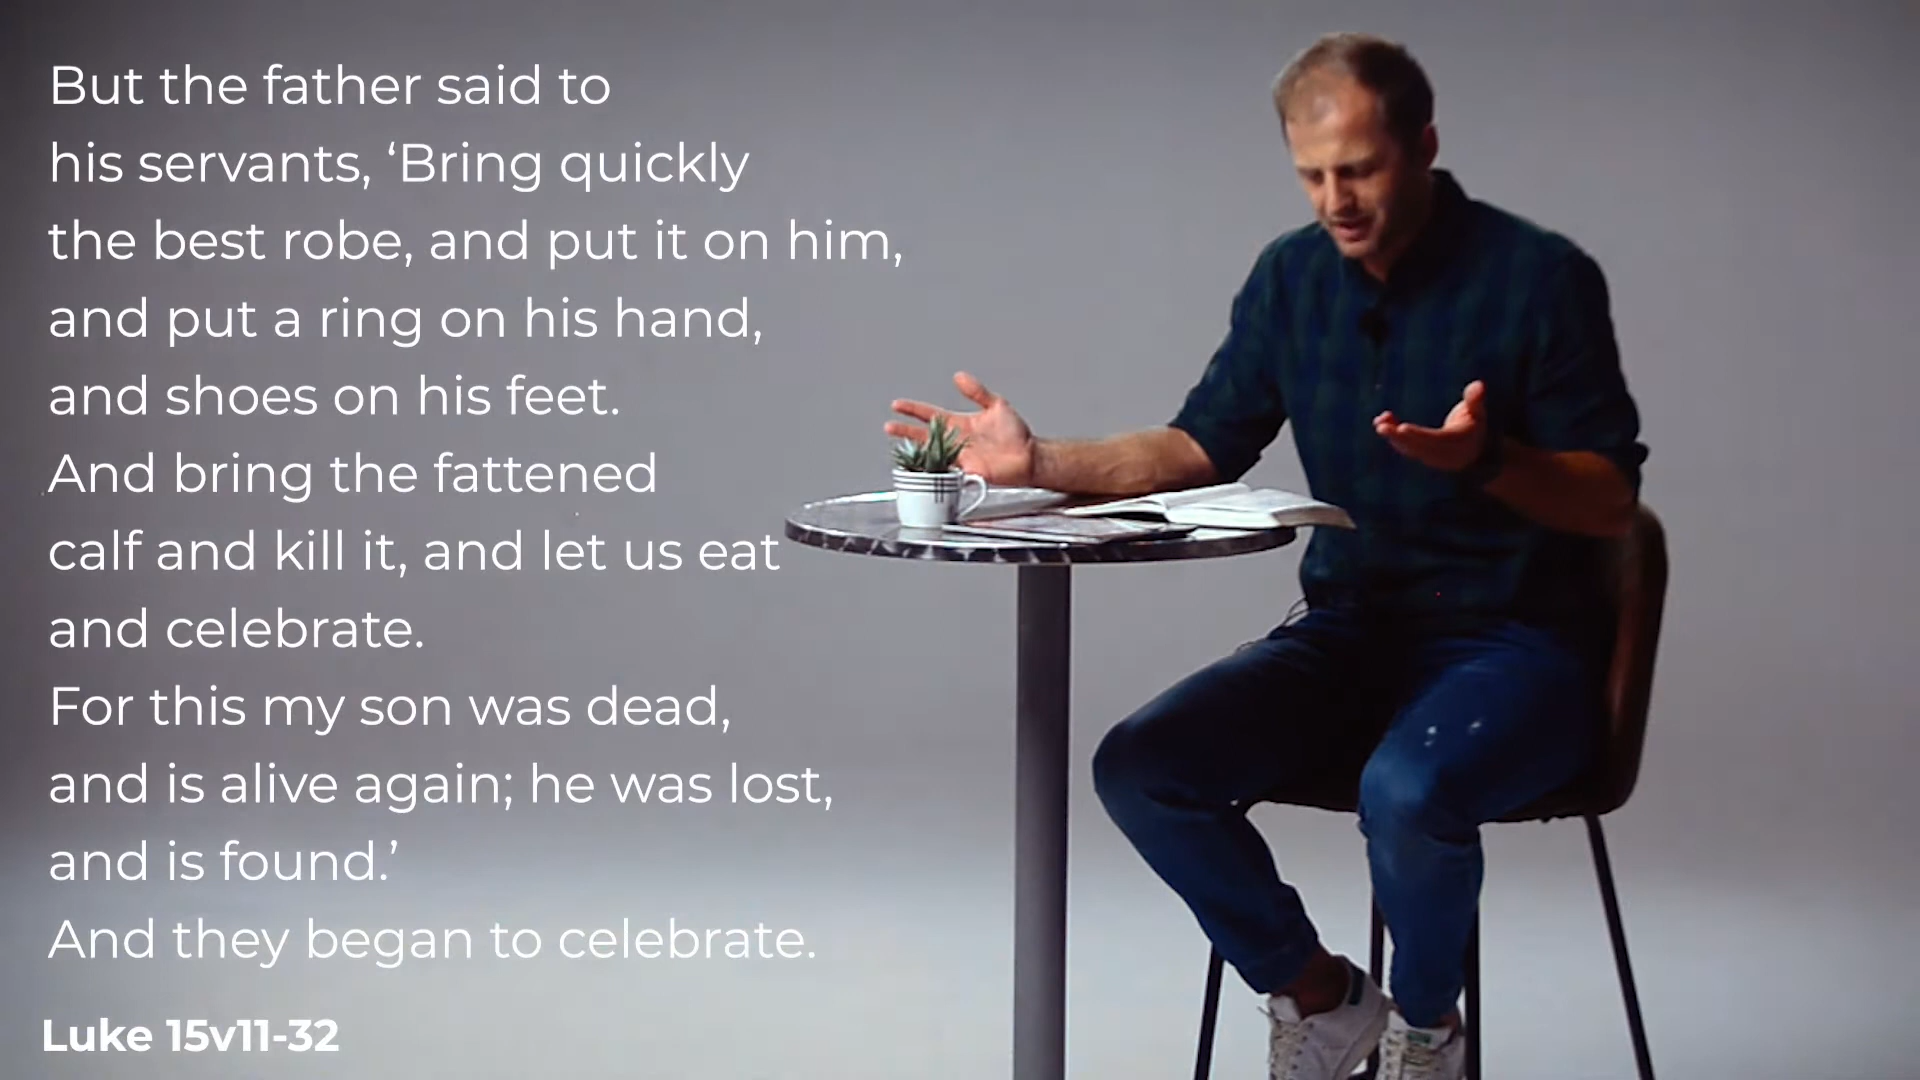 But the father said to
his servants, ‘Bring quickly
the best robe, and put it on him,
and put a ring on his hand,
and shoes on his feet.
And bring the fattened
calf and kill it, and let us eat
and celebrate.
For this my son was dead,
and is alive again; he was lost,
and is found.’
And they began to celebrate.
Luke 15v11-32